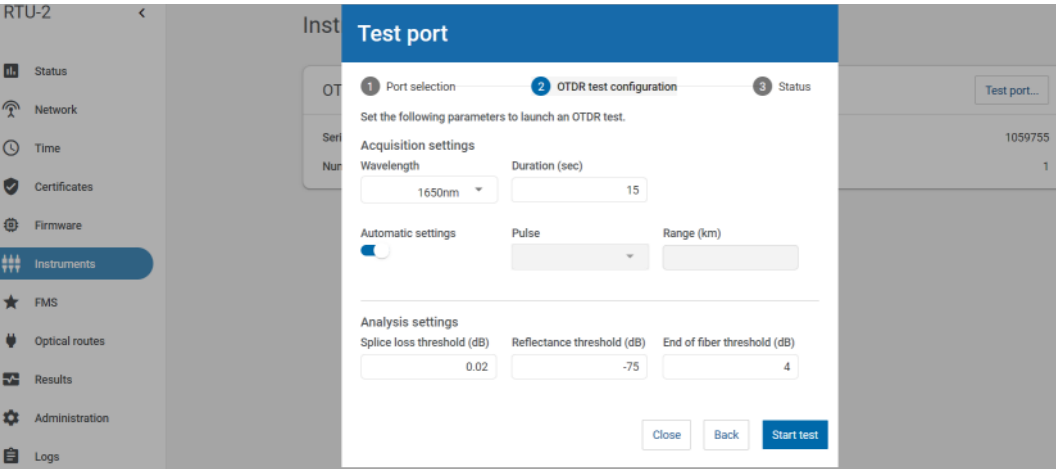 RTU-2
Status
Network
Time
Certificates
Firmware
Instruments
FMS
Optical routes
Results
Administration
Logs
Inst
OT
Test port...
Seri
1059755
Num
1
Test port
1 Port selection
2 OTDR test configuration
3 Status
Set the following parameters to launch an OTDR test.
Acquisition settings
Wavelength Duration (sec)
1650nm 15
Automatic settings Pulse Range (km)
Analysis settings
Splice loss threshold (dB) Reflectance threshold (dB) End of fiber threshold (dB)
0.02 -75 4
Close Back Start test